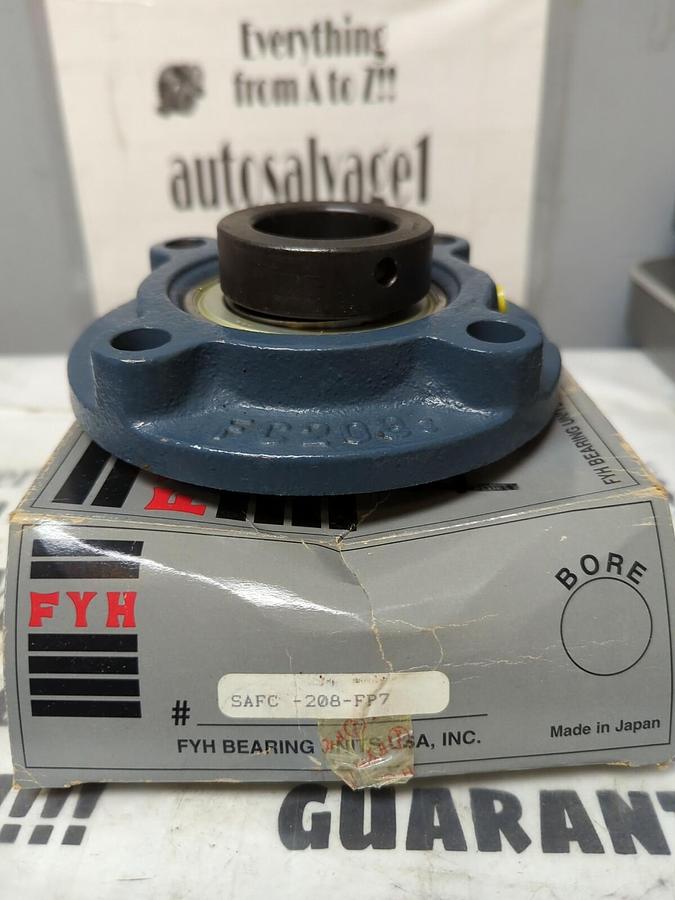 Everything
from A to Z!!
autosalvage1
FC208
FYH BEARING
FYH
BORE
SAFC -208-FP7
#
FYH BEARING UNITS USA, INC.
Made in Japan
!!!
GUARANT